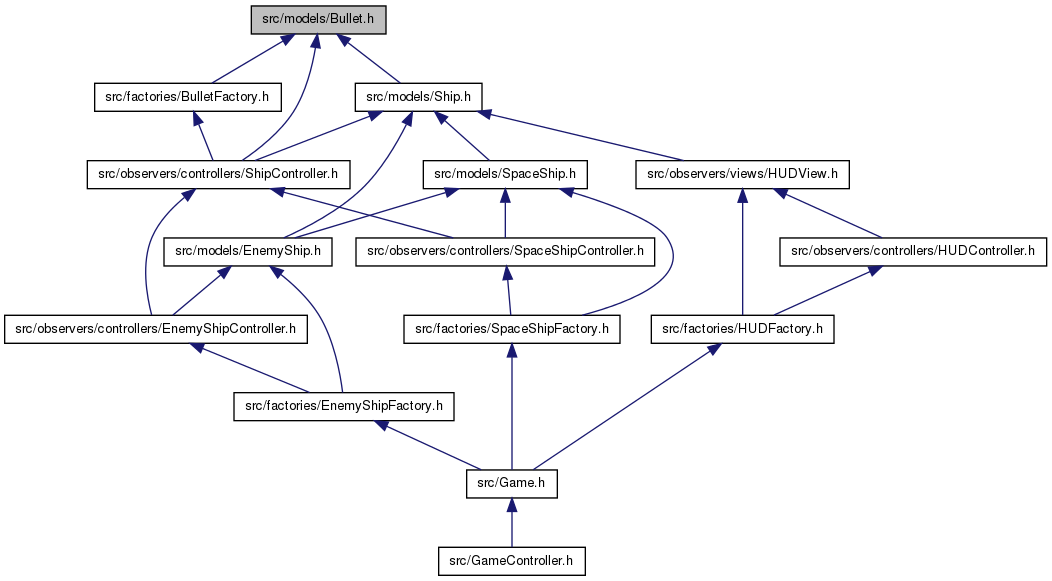 src/models/Bullet.h
src/factories/BulletFactory.h
src/models/Ship.h
src/observers/controllers/ShipController.h
src/models/SpaceShip.h
src/observers/views/HUDView.h
src/models/EnemyShip.h
src/observers/controllers/SpaceShipController.h
src/observers/controllers/HUDController.h
src/observers/controllers/EnemyShipController.h
src/factories/SpaceShipFactory.h
src/factories/HUDFactory.h
src/factories/EnemyShipFactory.h
src/Game.h
src/GameController.h